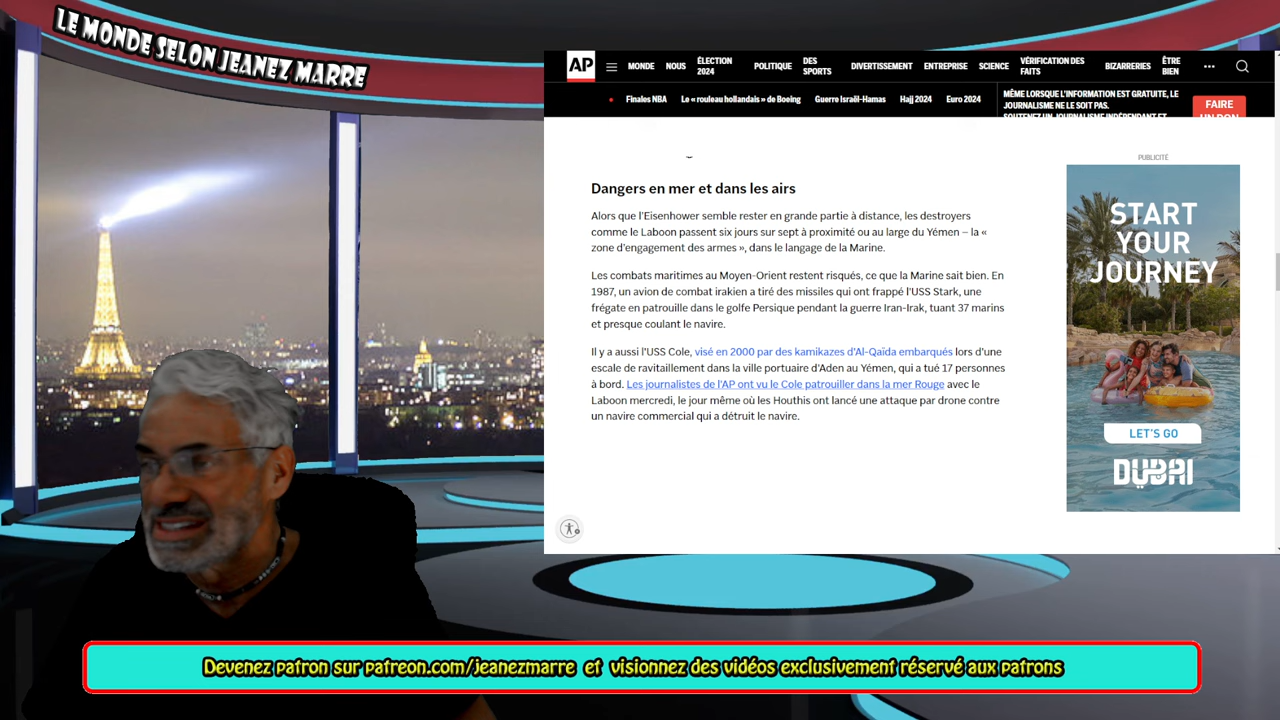 LE MONDE SELON JEANEZ MARRE
AP
MONDE
NOUS
ÉLECTION
2024
POLITIQUE
DES
SPORTS
DIVERTISSEMENT
ENTREPRISE
SCIENCE
VÉRIFICATION DES
FAITS
BIZARRERIES
ÊTRE
BIEN
Finales NBA
Le « rouleau hollandais » de Boeing
Guerre Israël-Hamas
Hajj 2024
Euro 2024
MÊME LORSQUE L'INFORMATION EST GRATUITE, LE
JOURNALISME NE LE SOIT PAS.
SOUTENEZ UN JOURNALISME INDÉPENDANT ET
FAIRE
UN DON
PUBLICITÉ
Dangers en mer et dans les airs
Alors que l'Eisenhower semble rester en grande partie à distance, les destroyers
comme le Laboon passent six jours sur sept à proximité ou au large du Yémen – la «
zone d'engagement des armes », dans le langage de la Marine.
Les combats maritimes au Moyen-Orient restent risqués, ce que la Marine sait bien. En
1987, un avion de combat irakien a tiré des missiles qui ont frappé l'USS Stark, une
frégate en patrouille dans le golfe Persique pendant la guerre Iran-Irak, tuant 37 marins
et presque coulant le navire.
Il y a aussi l'USS Cole, visé en 2000 par des kamikazes d'Al-Qaïda embarqués lors d'une
escale de ravitaillement dans la ville portuaire d'Aden au Yémen, qui a tué 17 personnes
à bord. Les journalistes de l'AP ont vu le Cole patrouiller dans la mer Rouge avec le
Laboon mercredi, le jour même où les Houthis ont lancé une attaque par drone contre
un navire commercial qui a détruit le navire.
START
YOUR
JOURNEY
LET'S GO
DUBAI
Devenez patron sur patreon.com/jeanezmarre et visionnez des vidéos exclusivement réservé aux patrons